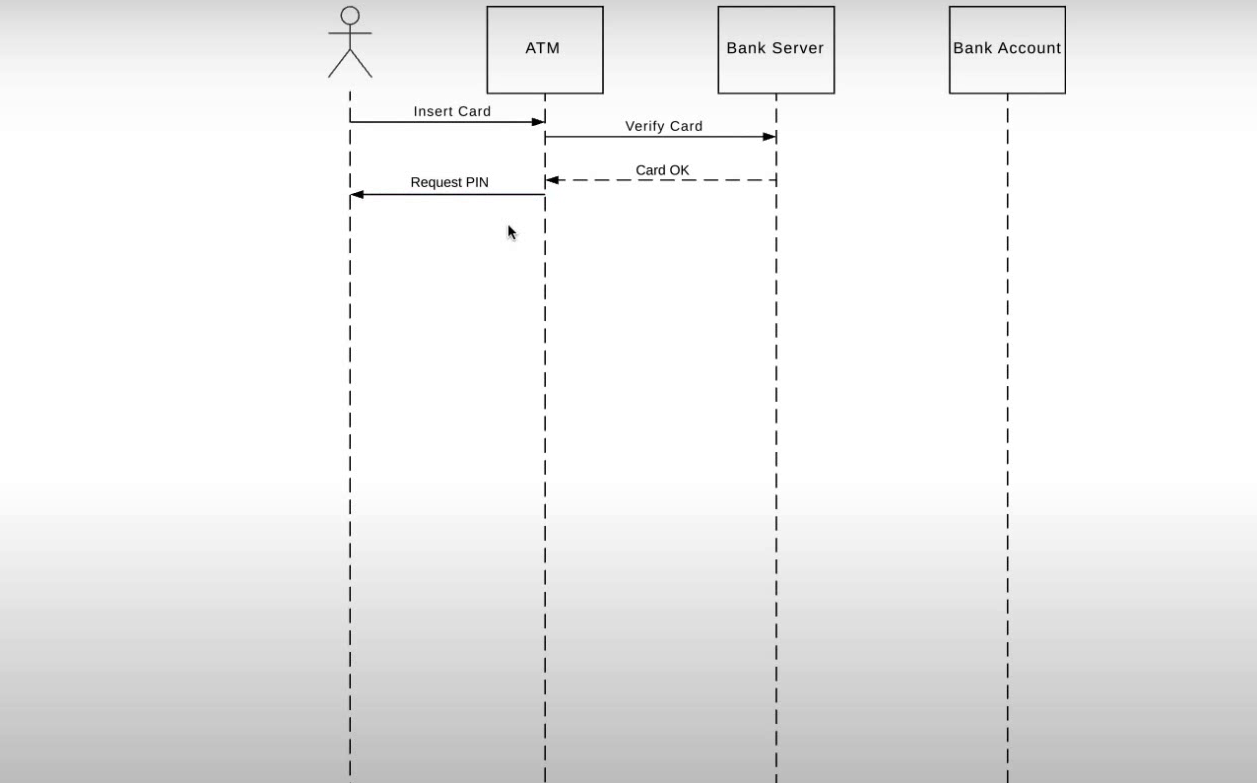 ATM
Bank Server
Bank Account
Insert Card
Verify Card
Card OK
Request PIN